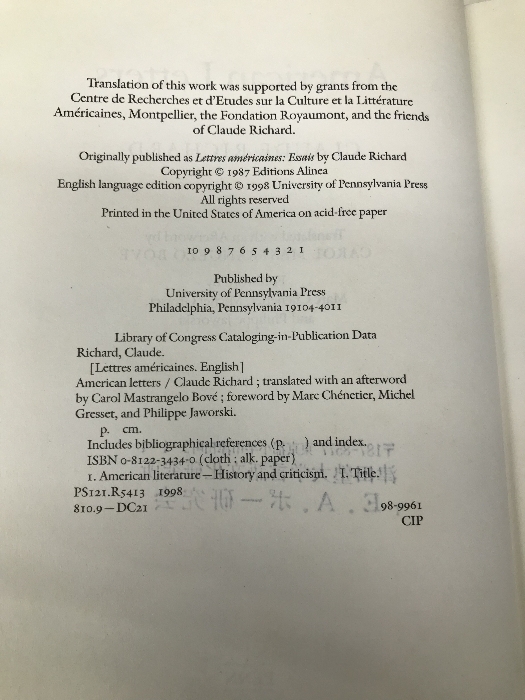 Translation of this work was supported by grants from the
Centre de Recherches et d'Etudes sur la Culture et la Littérature
Américaines, Montpellier, the Fondation Royaumont, and the friends
of Claude Richard.
Originally published as Lettres américaines: Essais by Claude Richard
Copyright © 1987 Editions Alinea
English language edition copyright © 1998 University of Pennsylvania Press
All rights reserved
Printed in the United States of America on acid-free paper
10 9 8 7 6 5 4 3 2 1
Published by
University of Pennsylvania Press
Philadelphia, Pennsylvania 19104-4011
Library of Congress Cataloging-in-Publication Data
Richard, Claude.
[Lettres américaines. English]
American letters / Claude Richard ; translated with an afterword
by Carol Mastrangelo Bové ; foreword by Marc Chénetier, Michel
Gresset, and Philippe Jaworski.
p. cm.
Includes bibliographical references (p. ) and index.
ISBN 0-8122-3434-0 (cloth : alk. paper)
1. American literature—History and criticism. I. Title.
PS121.R5413 1998
810.9—DC21 98-9961
CIP